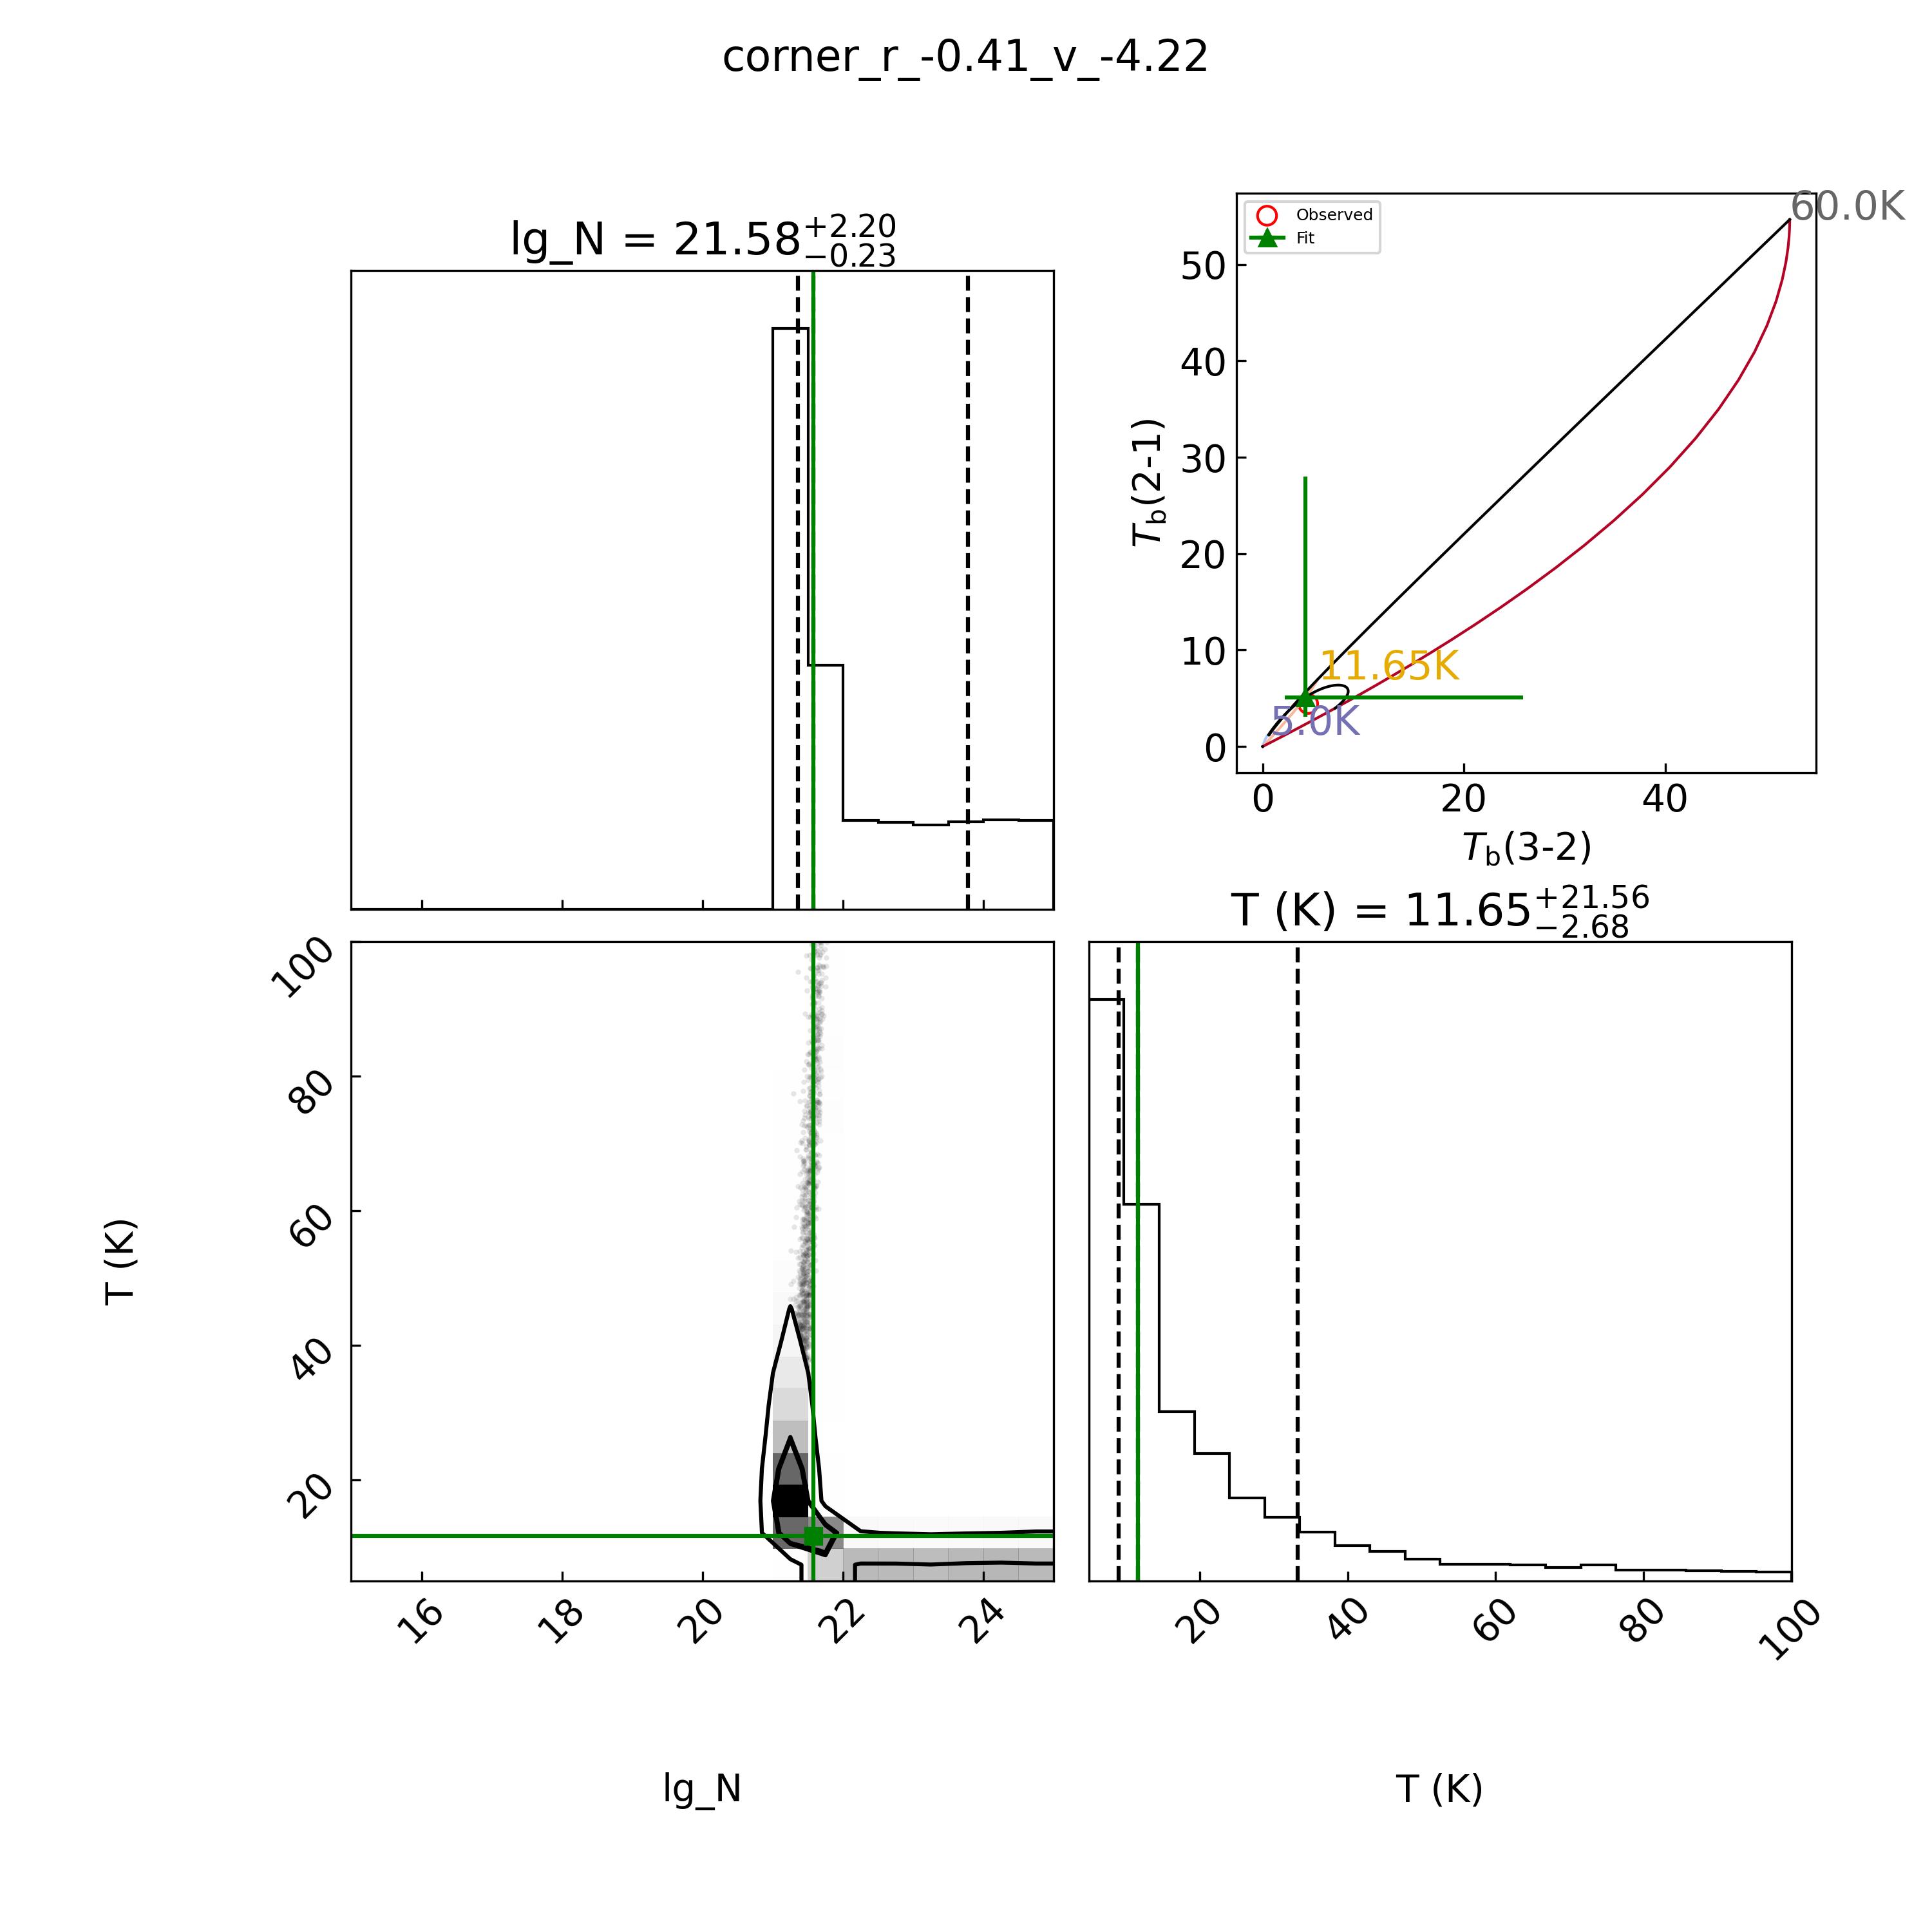 corner_r_-0.41_v_-4.22
lg_N = 21.58+2.20−0.23
60.0K
Observed
Fit
50
40
30
20
10
0
Tb(2-1)
11.65K
5.0K
0 20 40
Tb(3-2)
T (K) = 11.65+21.56−2.68
100
80
60
40
20
T (K)
16 18 20 22 24
20 40 60 80 100
lg_N
T (K)